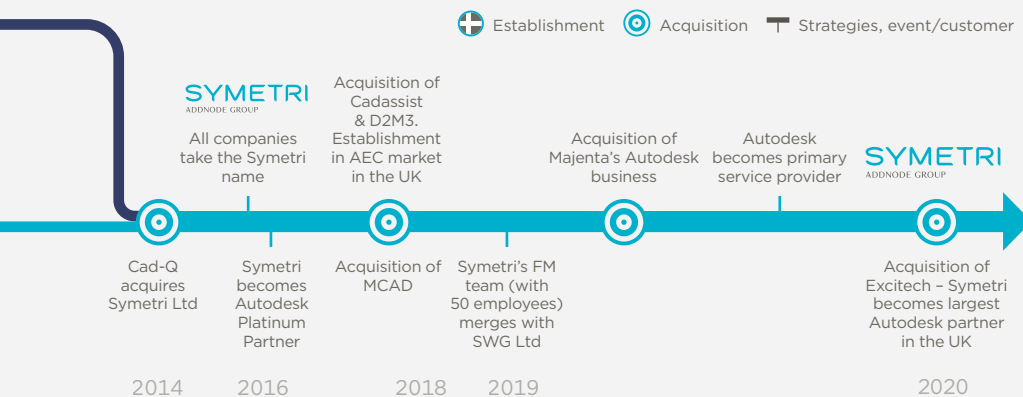 Establishment
Acquisition
Strategies, event/customer
SYMETRI
ADDNODE GROUP
All companies
take the Symetri
name
Acquisition of
Cadassist
& D2M3.
Establishment
in AEC market
in the UK
Acquisition of
Majenta's Autodesk
business
Autodesk
becomes primary
service provider
SYMETRI
ADDNODE GROUP
Cad-Q
acquires
Symetri Ltd
Symetri
becomes
Autodesk
Platinum
Partner
Acquisition of
MCAD
Symetri's FM
team (with
50 employees)
merges with
SWG Ltd
Acquisition of
Excitech – Symetri
becomes largest
Autodesk partner
in the UK
2014
2016
2018
2019
2020